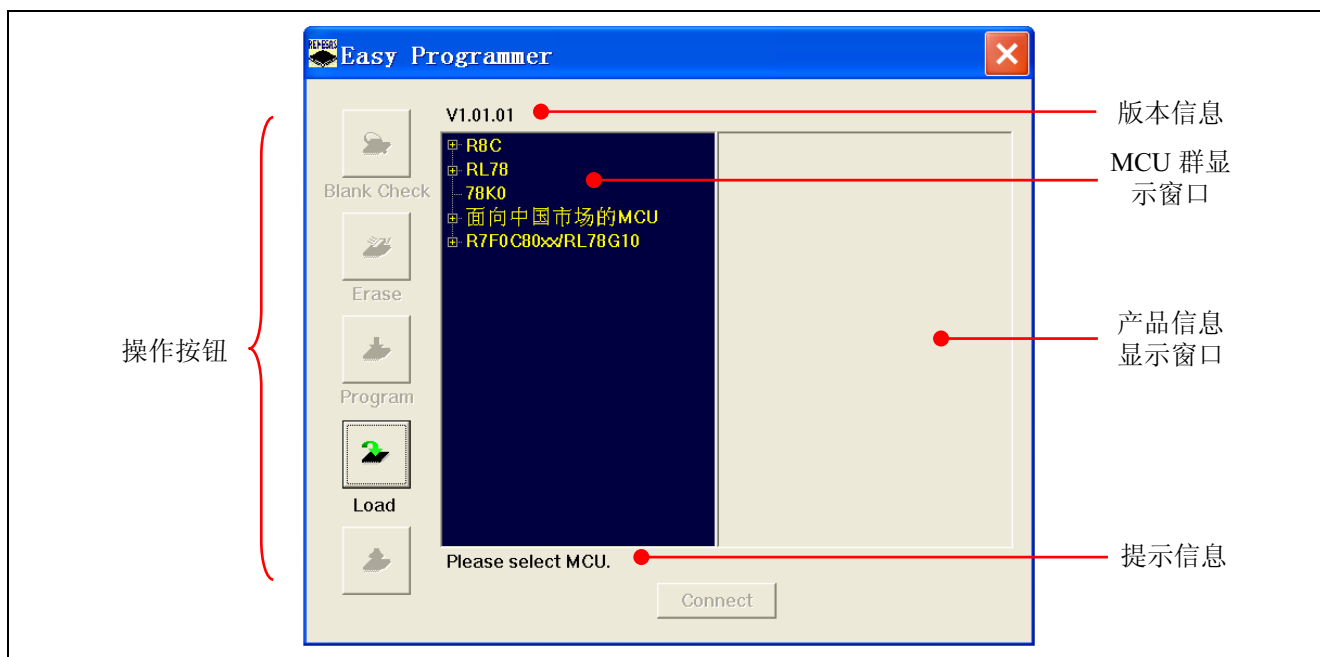 RENESAS
Easy Programmer
V1.01.01
版本信息
R8C
RL78
78K0
面向中国市场的MCU
R7F0C80xx/RL78G10
MCU 群显
示窗口
Blank Check
Erase
操作按钮
产品信息
显示窗口
Program
Load
Please select MCU.
提示信息
Connect